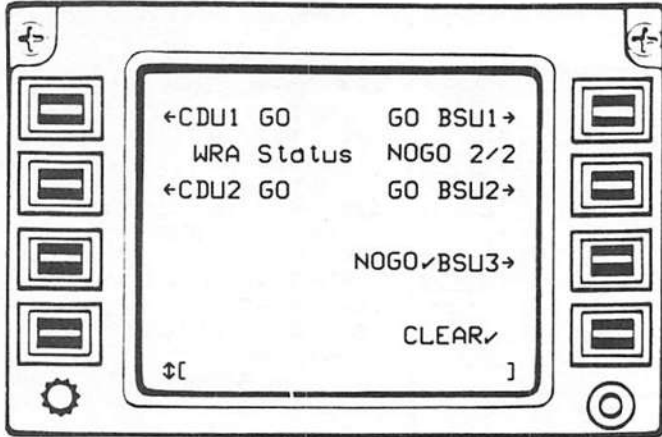 ←CDU1 GO GO BSU1→
WRA Status NOGO 2/2
←CDU2 GO GO BSU2→
NOGO✓BSU3→
CLEAR✓
↕[ ]